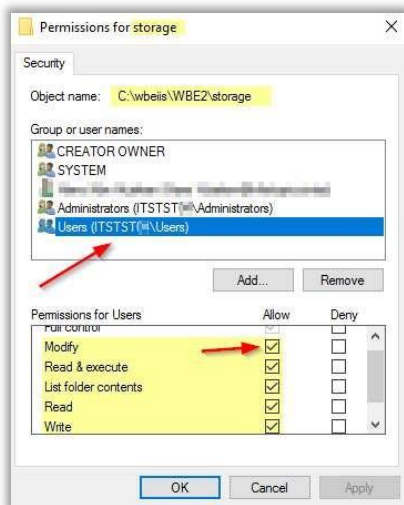 Permissions for storage
Security
Object name: C:\wbeiis\WBE2\storage
Group or user names:
CREATOR OWNER
SYSTEM
Administrators (ITSTST\Administrators)
Users (ITSTST\Users)
Add...
Remove
Permissions for Users Allow Deny
Full control
Modify
Read & execute
List folder contents
Read
Write
OK
Cancel
Apply